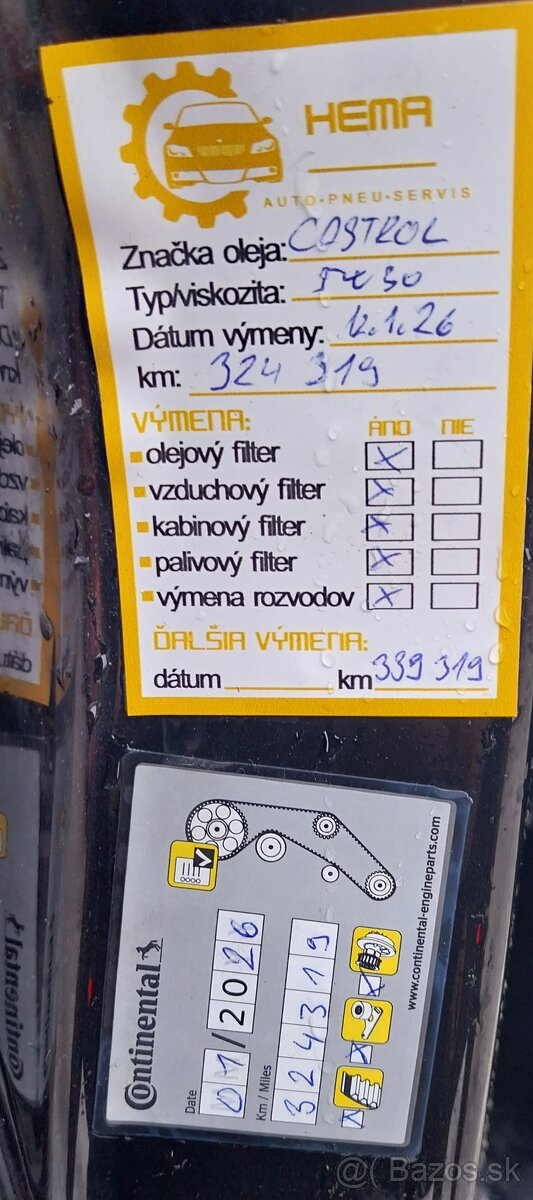 HEMA
AUTO·PNEU·SERVIS
Značka oleja: CASTROL
Typ/viskozita: 5W30
Dátum výmeny: 12.1.26
km: 324 319
VÝMENA: ÁNO NIE
olejový filter X
vzduchový filter X
kabínový filter X
palivový filter X
výmena rozvodov X
ĎALŠIA VÝMENA:
dátum km 339 319
Continental
Date 01/2026
Km / Miles 324319
www.continental-engineparts.com
@( Bazos.sk